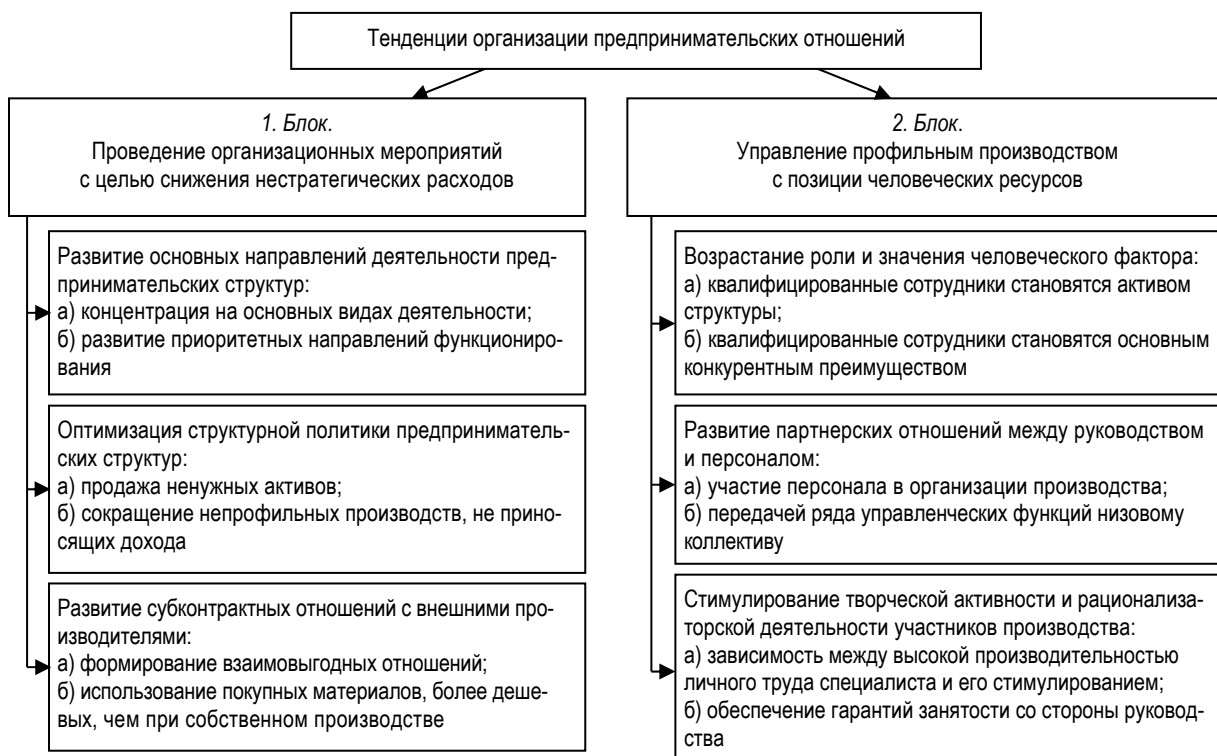 Тенденции организации предпринимательских отношений
1. Блок.
Проведение организационных мероприятий
с целью снижения нестратегических расходов
Развитие основных направлений деятельности пред-
принимательских структур:
а) концентрация на основных видах деятельности;
б) развитие приоритетных направлений функциониро-
вания
Оптимизация структурной политики предприниматель-
ских структур:
а) продажа ненужных активов;
б) сокращение непрофильных производств, не прино-
сящих дохода
Развитие субконтрактных отношений с внешними про-
изводителями:
а) формирование взаимовыгодных отношений;
б) использование покупных материалов, более деше-
вых, чем при собственном производстве
2. Блок.
Управление профильным производством
с позиции человеческих ресурсов
Возрастание роли и значения человеческого фактора:
а) квалифицированные сотрудники становятся активом
структуры;
б) квалифицированные сотрудники становятся основным
конкурентным преимуществом
Развитие партнерских отношений между руководством
и персоналом:
а) участие персонала в организации производства;
б) передачей ряда управленческих функций низовому
коллективу
Стимулирование творческой активности и рационализа-
торской деятельности участников производства:
а) зависимость между высокой производительностью
личного труда специалиста и его стимулированием;
б) обеспечение гарантий занятости со стороны руковод-
ства